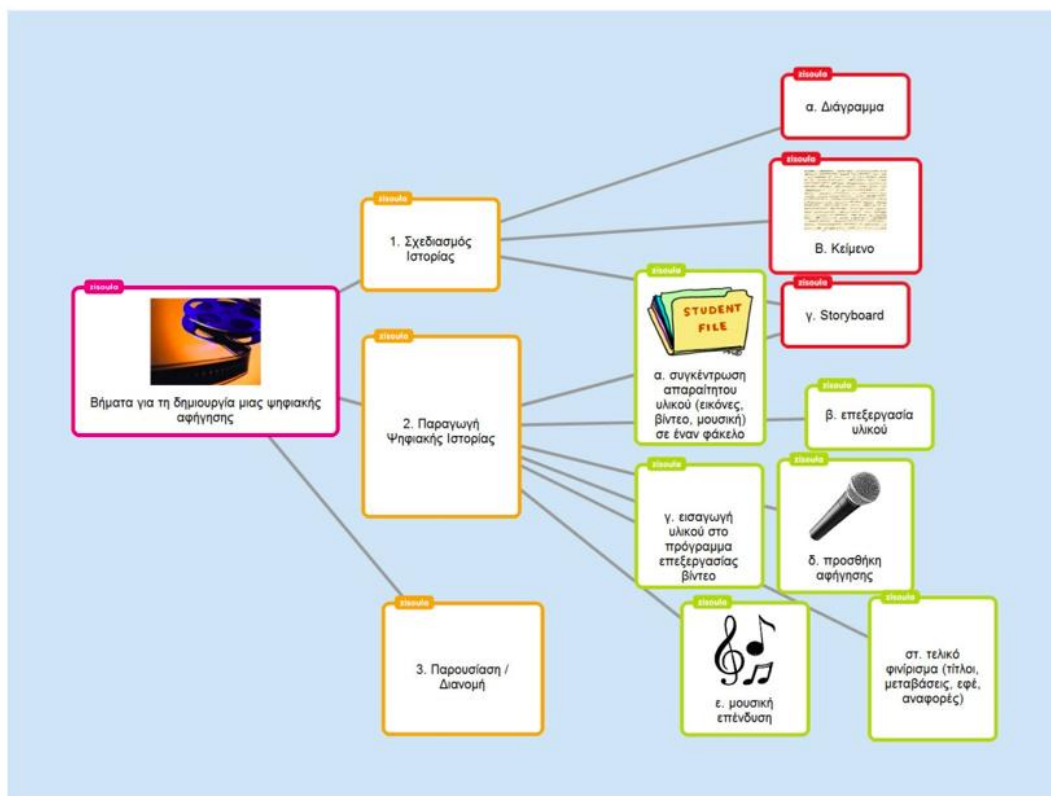 zisoula
α. Διάγραμμα
zisoula
Β. Κείμενο
zisoula
1. Σχεδιασμός
Ιστορίας
zisoula
STUDENT
FILE
α. συγκέντρωση
απαραίτητου
υλικού (εικόνες,
βίντεο, μουσική)
σε έναν φάκελο
zisoula
γ. Storyboard
zisoula
Βήματα για τη δημιουργία μιας ψηφιακής
αφήγησης
zisoula
2. Παραγωγή
Ψηφιακής Ιστορίας
zisoula
β. επεξεργασία
υλικού
zisoula
γ. εισαγωγή
υλικού στο
πρόγραμμα
επεξεργασίας
βίντεο
zisoula
δ. προσθήκη
αφήγησης
zisoula
3. Παρουσίαση /
Διανομή
zisoula
ε. μουσική
επένδυση
zisoula
στ. τελικό
φινίρισμα (τίτλοι,
μεταβάσεις, εφέ,
αναφορές)